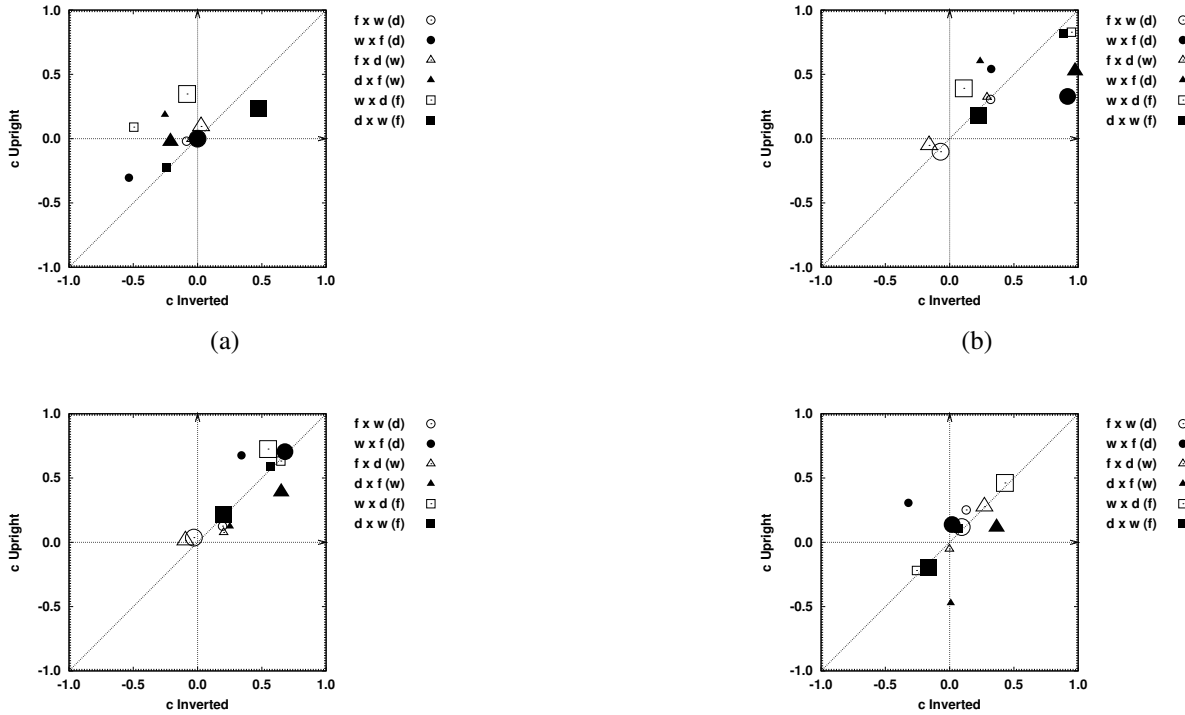 1.0
0.5
0.0
-0.5
-1.0
c Upright
-1.0 -0.5 0.0 0.5 1.0
c Inverted
f x w (d)
w x f (d)
f x d (w)
d x f (w)
w x d (f)
d x w (f)
(a)
1.0
0.5
0.0
-0.5
-1.0
c Upright
-1.0 -0.5 0.0 0.5 1.0
c Inverted
f x w (d)
w x f (d)
f x d (w)
w x f (d)
w x d (f)
d x w (f)
(b)
1.0
0.5
0.0
-0.5
-1.0
c Upright
-1.0 -0.5 0.0 0.5 1.0
c Inverted
f x w (d)
w x f (d)
f x d (w)
d x f (w)
w x d (f)
d x w (f)
1.0
0.5
0.0
-0.5
-1.0
c Upright
-1.0 -0.5 0.0 0.5 1.0
c Inverted
f x w (d)
w x f (d)
f x d (w)
d x f (w)
w x d (f)
d x w (f)